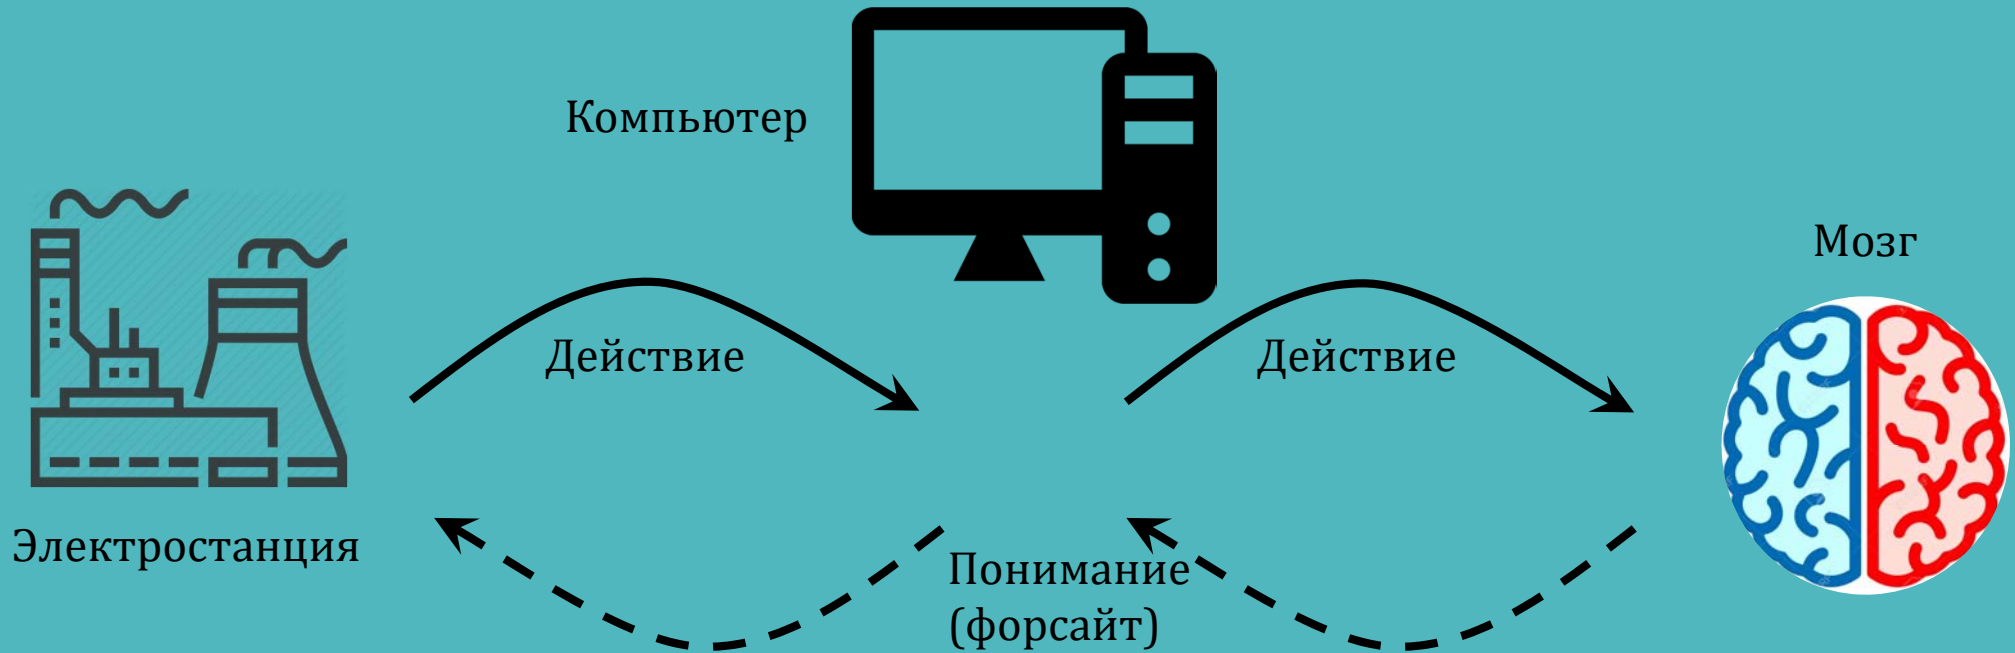 Компьютер
Мозг
Действие
Действие
Электростанция
Понимание
(форсайт)